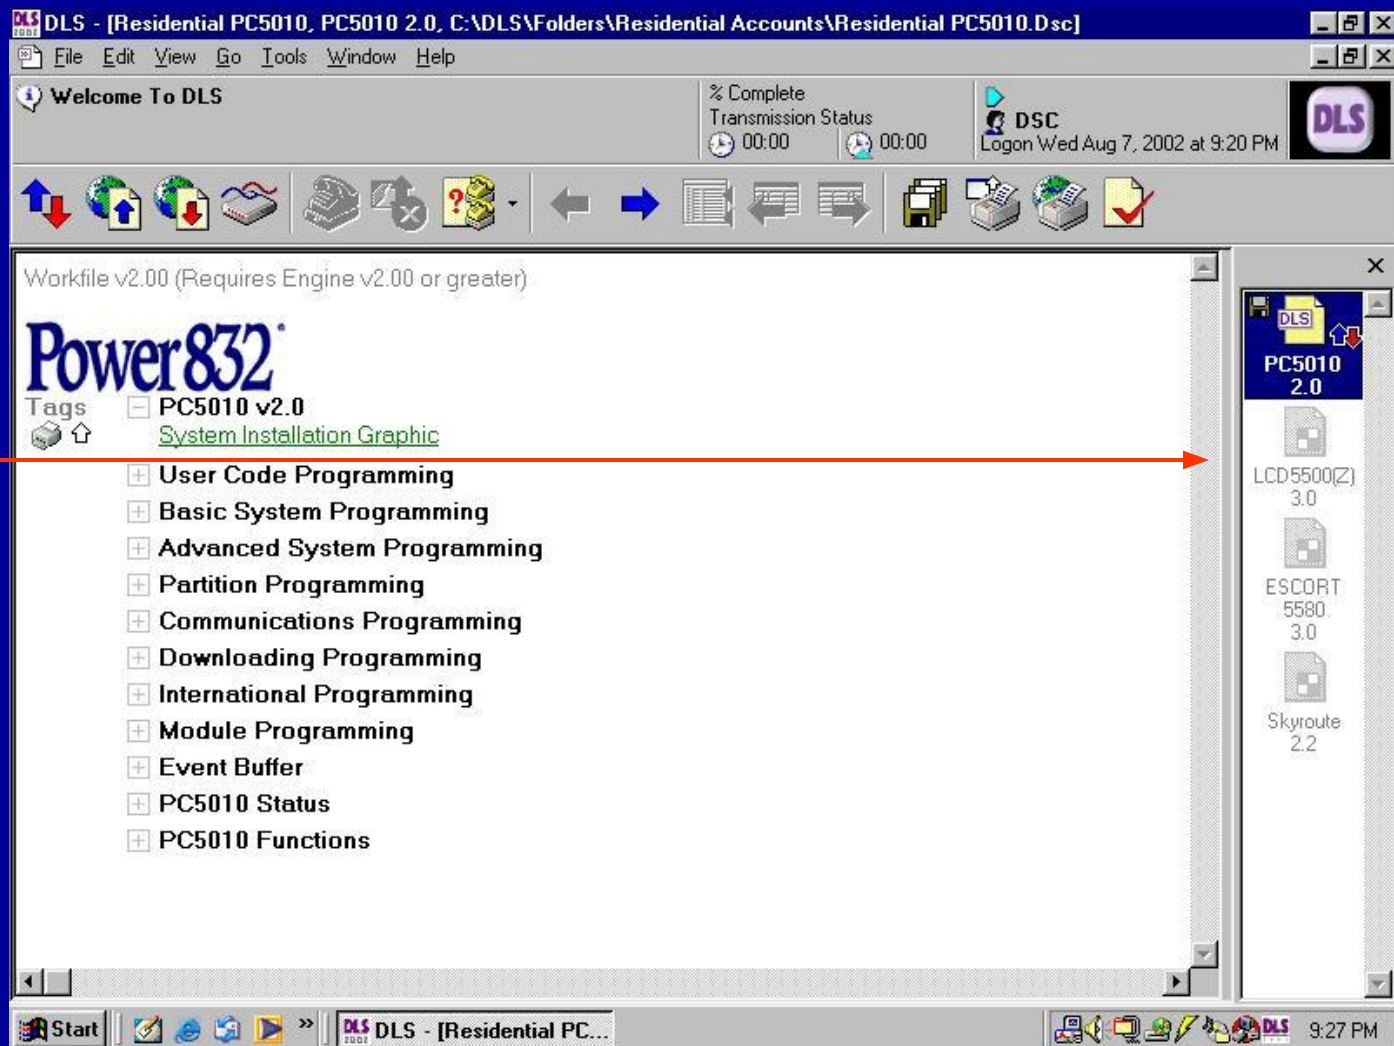 DLS - [Residential PC5010, PC5010 2.0, C:\DLS\Folders\Residential Accounts\Residential PC5010.Dsc]
File Edit View Go Tools Window Help
Welcome To DLS
% Complete
Transmission Status
00:00 00:00
DSC
Logon Wed Aug 7, 2002 at 9:20 PM
DLS
Workfile v2.00 (Requires Engine v2.00 or greater)
Power832
Tags
PC5010 v2.0
System Installation Graphic
User Code Programming
Basic System Programming
Advanced System Programming
Partition Programming
Communications Programming
Downloading Programming
International Programming
Module Programming
Event Buffer
PC5010 Status
PC5010 Functions
DLS
PC5010
2.0
LCD5500(Z)
3.0
ESCORT
5580
3.0
Skyroute
2.2
Start
DLS - [Residential PC...
DLS
9:27 PM